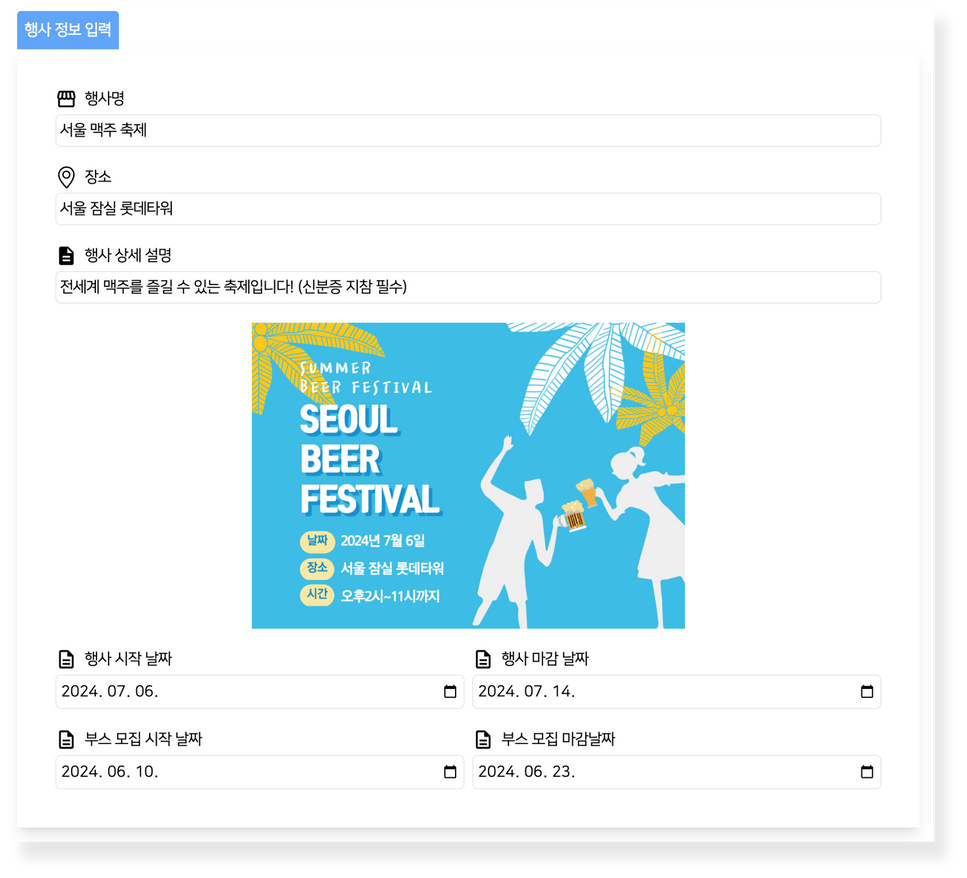 행사 정보 입력
행사명
서울 맥주 축제
장소
서울 잠실 롯데타워
행사 상세 설명
전세계 맥주를 즐길 수 있는 축제입니다! (신분증 지참 필수)
SUMMER
BEER FESTIVAL
SEOUL
BEER
FESTIVAL
날짜 2024년 7월 6일
장소 서울 잠실 롯데타워
시간 오후2시~11시까지
행사 시작 날짜
2024. 07. 06.
행사 마감 날짜
2024. 07. 14.
부스 모집 시작 날짜
2024. 06. 10.
부스 모집 마감날짜
2024. 06. 23.